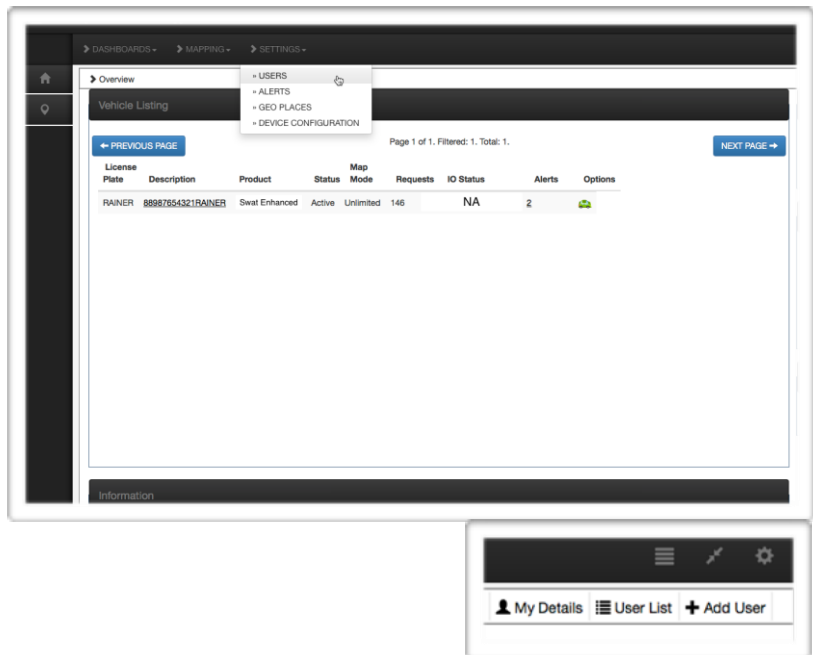 DASHBOARDS MAPPING SETTINGS
Overview
» USERS
» ALERTS
» GEO PLACES
» DEVICE CONFIGURATION
Vehicle Listing
← PREVIOUS PAGE
Page 1 of 1. Filtered: 1. Total: 1.
NEXT PAGE →
License Plate Description Product Status Map Mode Requests IO Status Alerts Options
RAINER 88987654321RAINER Swat Enhanced Active Unlimited 146 NA 2
Information
My Details User List + Add User